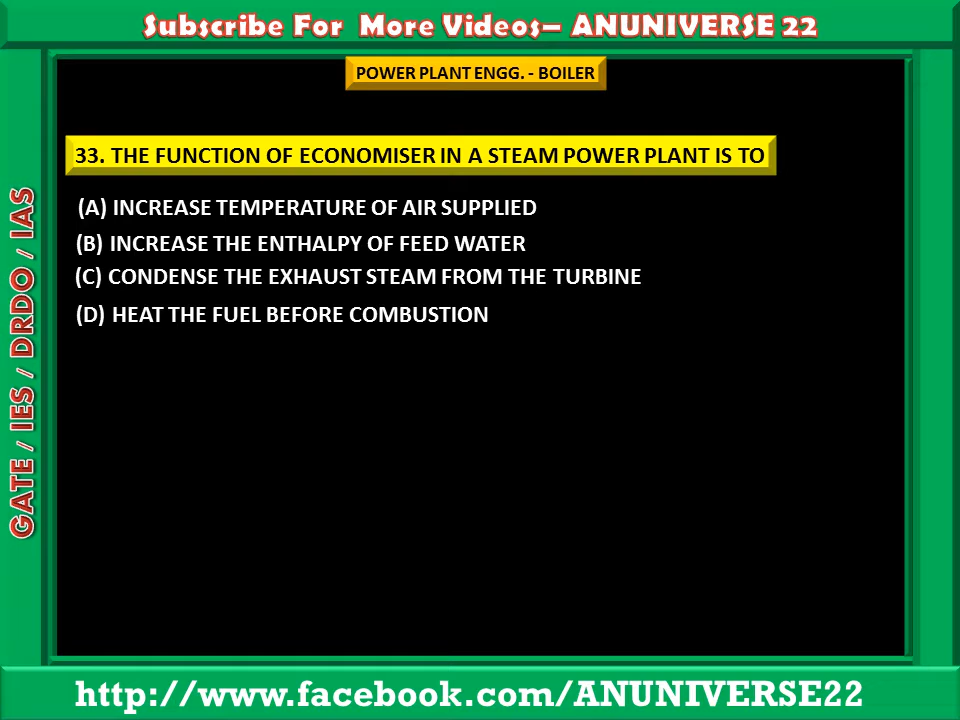 Subscribe For More Videos– ANUNIVERSE 22
POWER PLANT ENGG. - BOILER
33. THE FUNCTION OF ECONOMISER IN A STEAM POWER PLANT IS TO
(A) INCREASE TEMPERATURE OF AIR SUPPLIED
(B) INCREASE THE ENTHALPY OF FEED WATER
(C) CONDENSE THE EXHAUST STEAM FROM THE TURBINE
(D) HEAT THE FUEL BEFORE COMBUSTION
GATE / IES / DRDO / IAS
http://www.facebook.com/ANUNIVERSE22